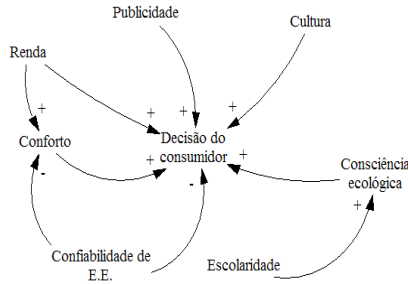 Publicidade
Cultura
Renda
+
+
+
+
Conforto
Decisão do
consumidor
+
+
-
-
Consciência
ecológica
+
Confiabilidade de
E.E.
Escolaridade